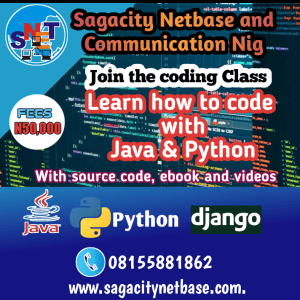 Sagacity Netbase and
Communication Nig
SNET
Join the coding Class
FEES
N50,000
Learn how to code
with
Java & Python
With source code, ebook and videos
Java
Python
django
08155881862
www.sagacitynetbase.com.